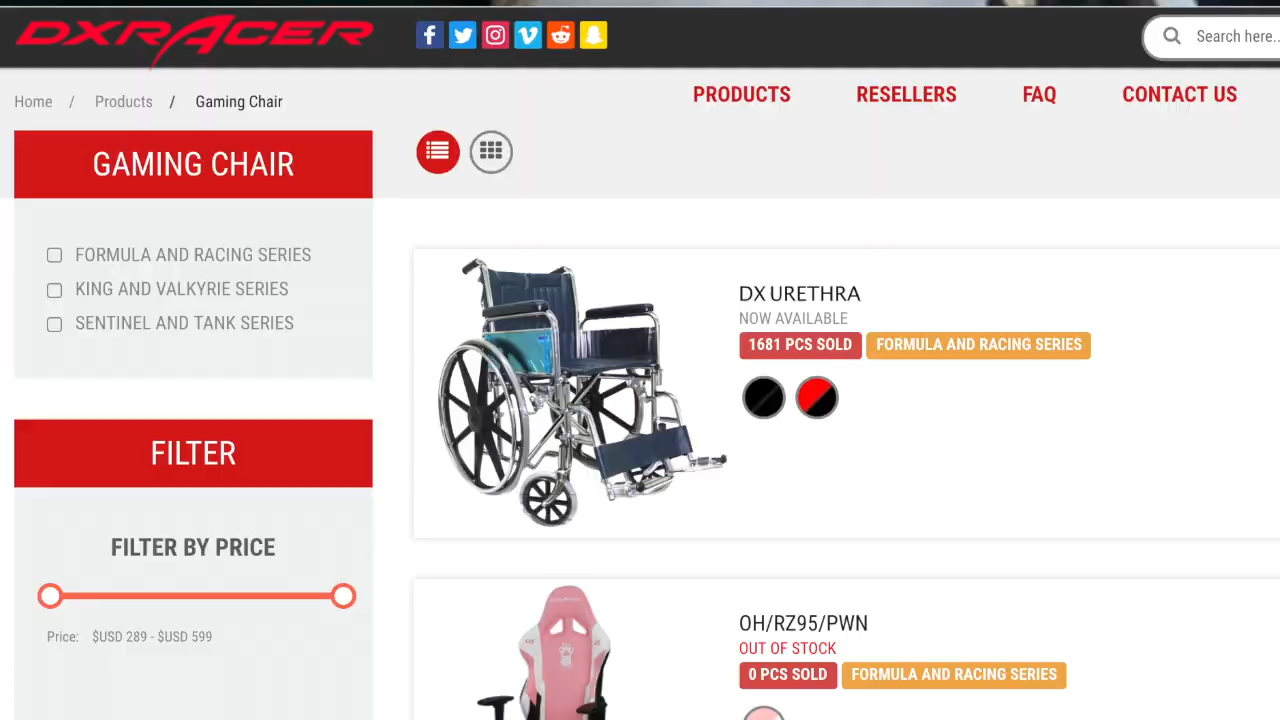 DXRACER
Search here..
Home / Products / Gaming Chair
PRODUCTS
RESELLERS
FAQ
CONTACT US
GAMING CHAIR
FORMULA AND RACING SERIES
KING AND VALKYRIE SERIES
SENTINEL AND TANK SERIES
FILTER
FILTER BY PRICE
Price: $USD 289 - $USD 599
DX URETHRA
NOW AVAILABLE
1681 PCS SOLD
FORMULA AND RACING SERIES
OH/RZ95/PWN
OUT OF STOCK
0 PCS SOLD
FORMULA AND RACING SERIES